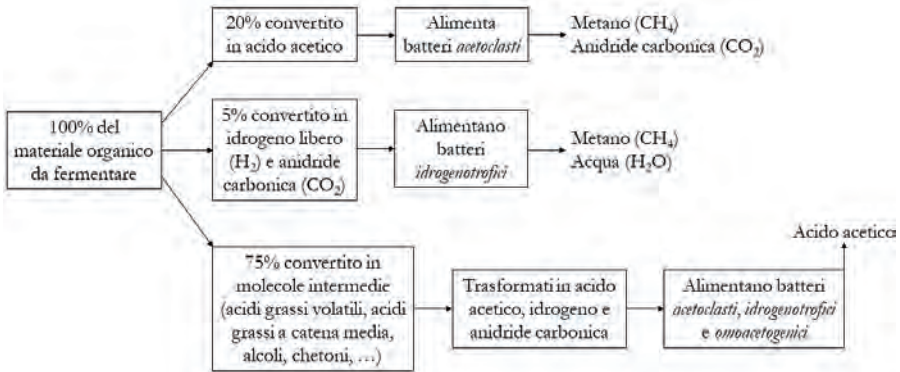 20% convertito
in acido acetico
Alimenta
batteri acetoclasti
Metano (CH₄)
Anidride carbonica (CO₂)
100% del
materiale organico
da fermentare
5% convertito in
idrogeno libero
(H₂) e anidride
carbonica (CO₂)
Alimentano
batteri
idrogenotrofici
Metano (CH₄)
Acqua (H₂O)
75% convertito in
molecole intermedie
(acidi grassi volatili, acidi
grassi a catena media,
alcoli, chetoni, …)
Trasformati in acido
acetico, idrogeno e
anidride carbonica
Alimentano batteri
acetoclasti, idrogenotrofici
e omoacetogenici
Acido acetico